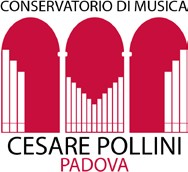 CONSERVATORIO DI MUSICA
CESARE POLLINI
PADOVA